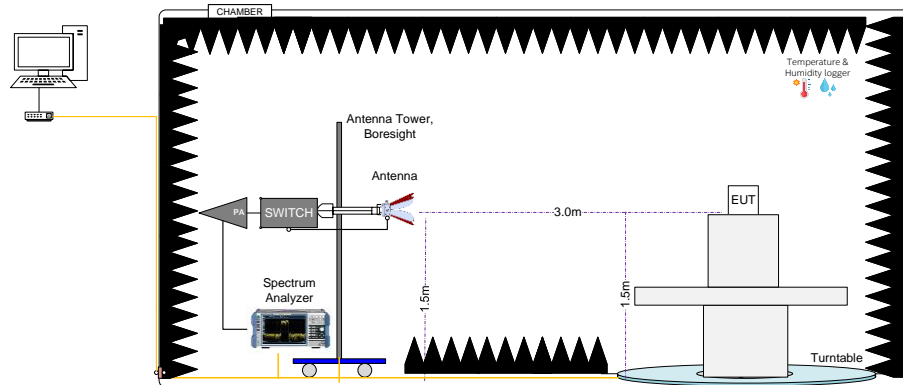 CHAMBER
Temperature &
Humidity logger
Antenna Tower,
Boresight
Antenna
PA
SWITCH
3.0m
EUT
1.5m
1.5m
Spectrum
Analyzer
Turntable